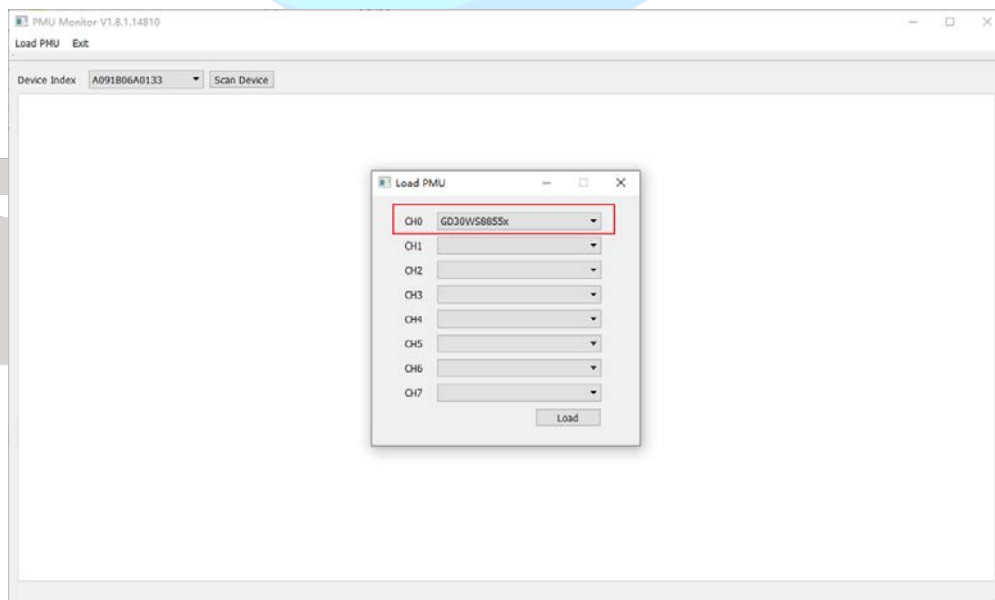 PMU Monitor V1.8.1.14810
Load PMU Exit
Device Index A091B06A0133 Scan Device
Load PMU
CH0 GD30WS8855x
CH1
CH2
CH3
CH4
CH5
CH6
CH7
Load